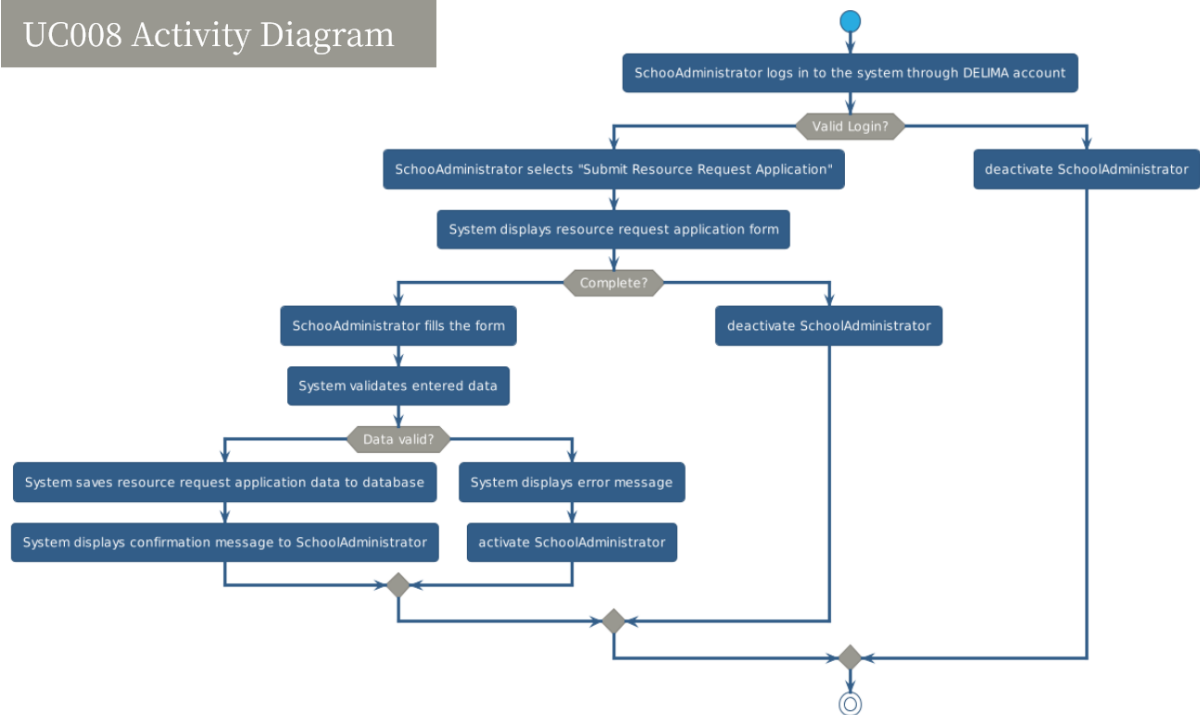 UC008 Activity Diagram
SchooAdministrator logs in to the system through DELIMA account
Valid Login?
SchooAdministrator selects "Submit Resource Request Application"
deactivate SchoolAdministrator
System displays resource request application form
Complete?
SchooAdministrator fills the form
deactivate SchoolAdministrator
System validates entered data
Data valid?
System saves resource request application data to database
System displays error message
System displays confirmation message to SchoolAdministrator
activate SchoolAdministrator